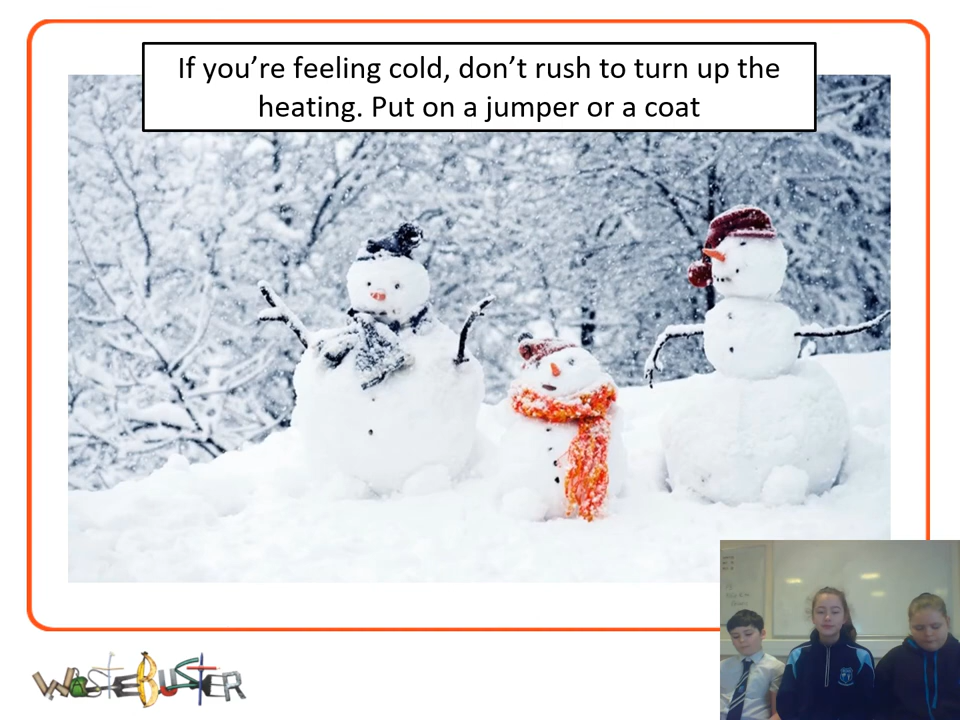 If you're feeling cold, don't rush to turn up the
heating. Put on a jumper or a coat
WASTEBUSTER